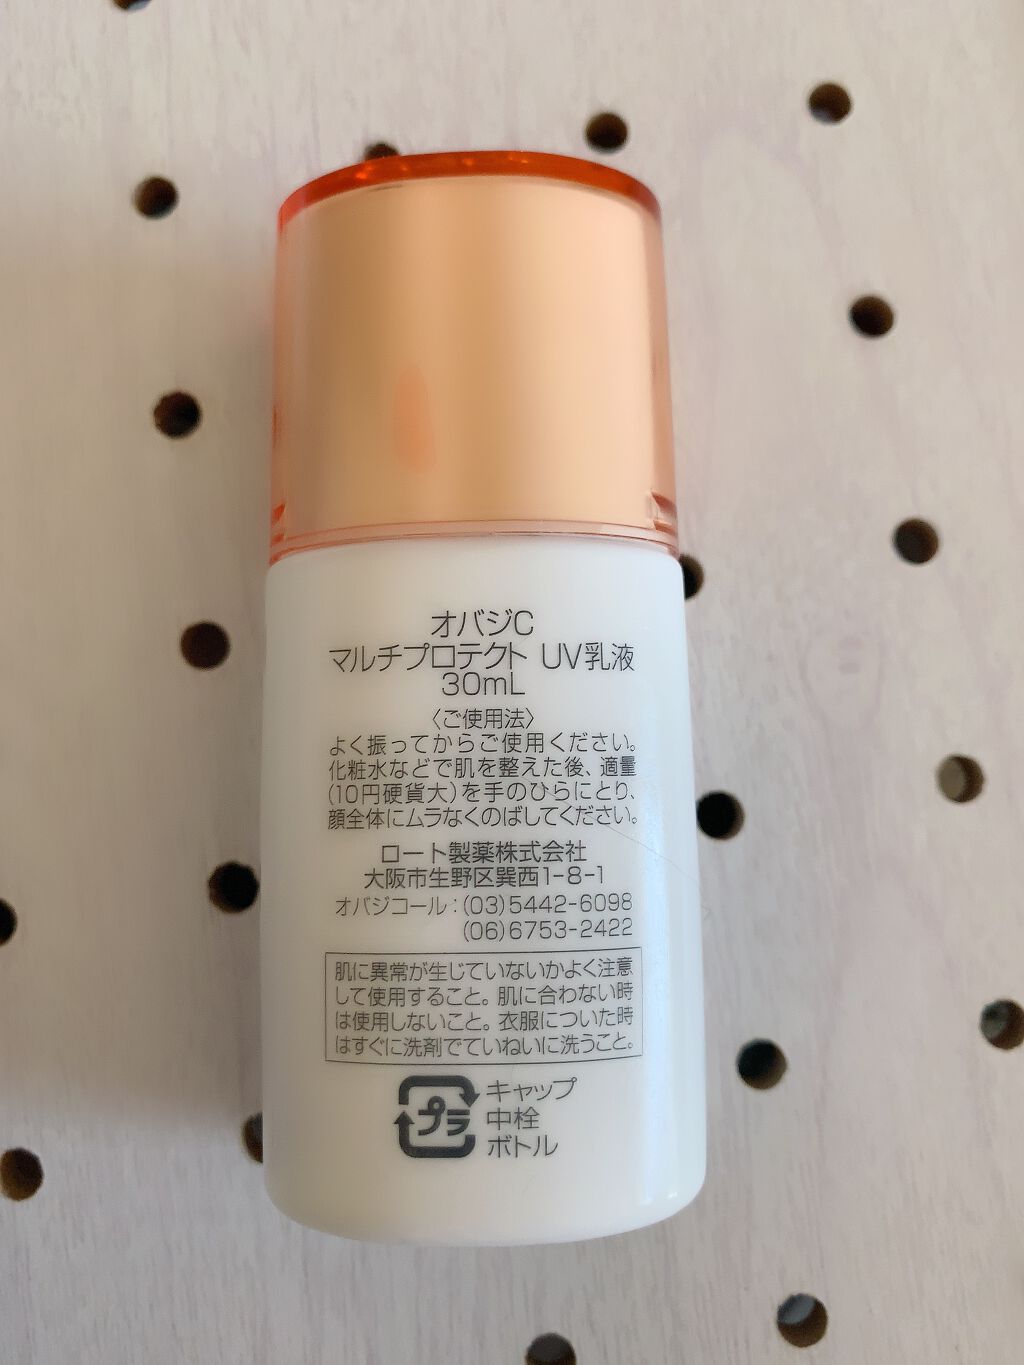 オバジC
マルチプロテクト UV乳液
30mL
〈ご使用法〉
よく振ってからご使用ください。
化粧水などで肌を整えた後、適量
(10円硬貨大)を手のひらにとり、
顔全体にムラなくのばしてください。
ロート製薬株式会社
大阪市生野区巽西1-8-1
オバジコール:(03)5442-6098
(06)6753-2422
肌に異常が生じていないかよく注意
して使用すること。肌に合わない時
は使用しないこと。衣服についた時
はすぐに洗剤でていねいに洗うこと。
プラ
キャップ
中栓
ボトル